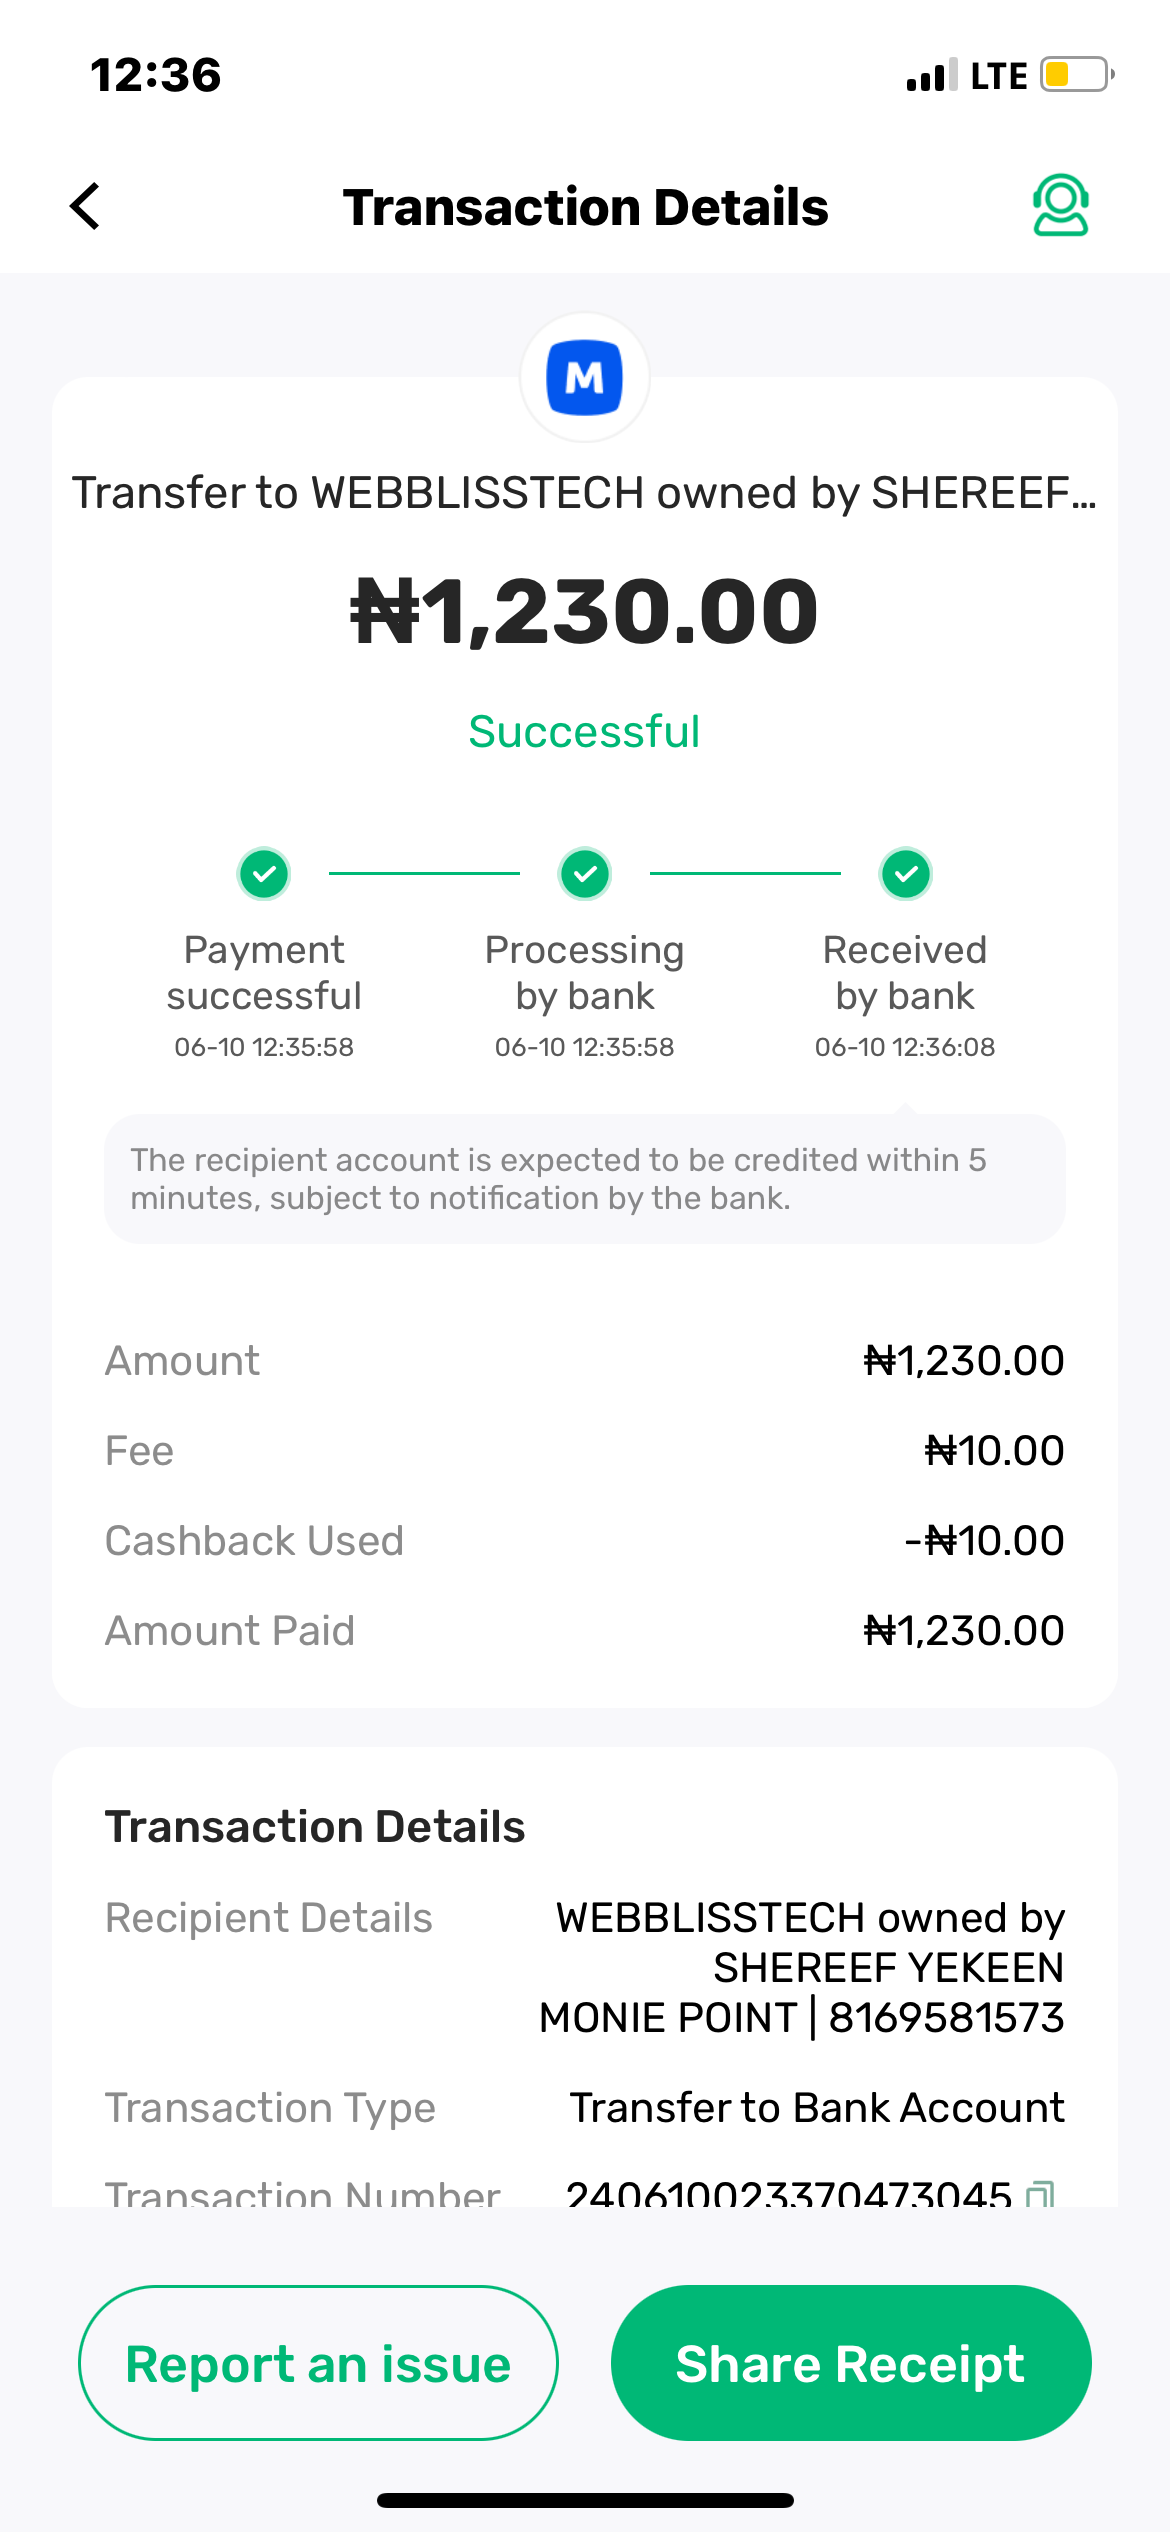 12:36
LTE
Transaction Details
M
Transfer to WEBBLISSTECH owned by SHEREEF...
₦1,230.00
Successful
Payment successful
06-10 12:35:58
Processing by bank
06-10 12:35:58
Received by bank
06-10 12:36:08
The recipient account is expected to be credited within 5
minutes, subject to notification by the bank.
Amount ₦1,230.00
Fee ₦10.00
Cashback Used -₦10.00
Amount Paid ₦1,230.00
Transaction Details
Recipient Details WEBBLISSTECH owned by
SHEREEF YEKEEN
MONIE POINT | 8169581573
Transaction Type Transfer to Bank Account
Transaction Number 240610023370473045
Report an issue
Share Receipt